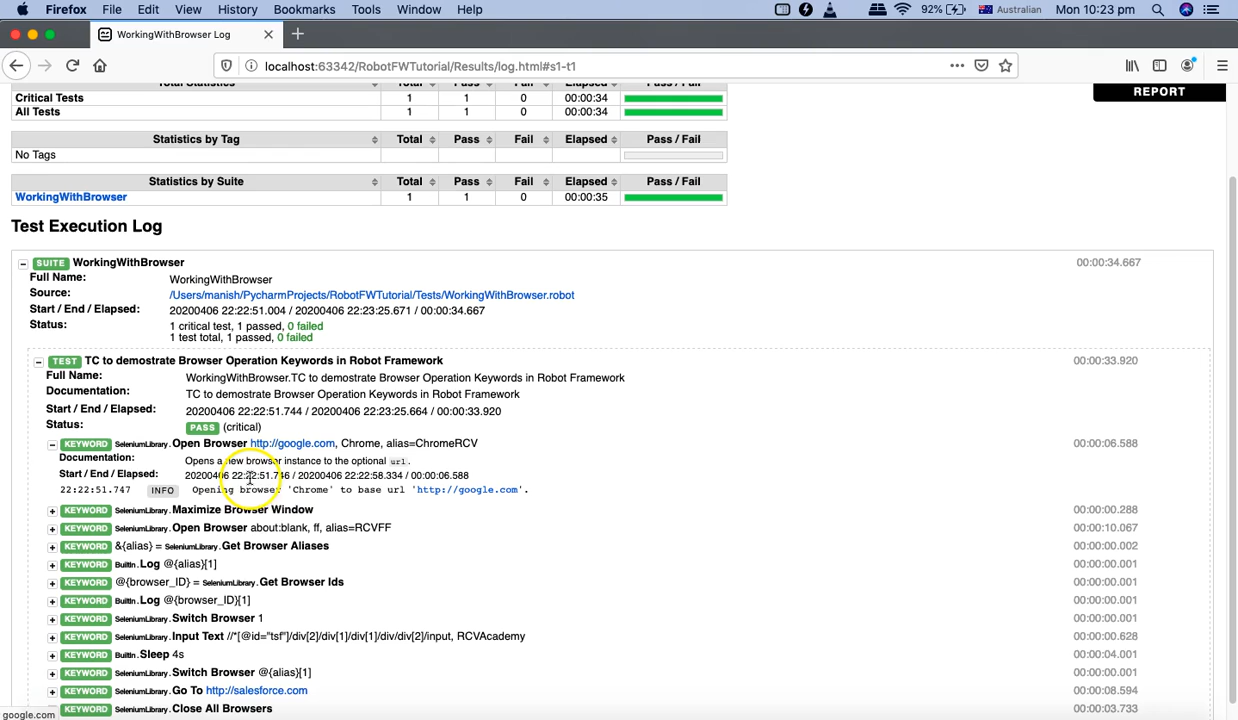 Firefox File Edit View History Bookmarks Tools Window Help 92% Australian Mon 10:23 pm
WorkingWithBrowser Log
localhost:63342/RobotFWTutorial/Results/log.html#s1-t1
REPORT
Total Statistics Total Pass Fail Elapsed Pass / Fail
Critical Tests 1 1 0 00:00:34
All Tests 1 1 0 00:00:34
Statistics by Tag Total Pass Fail Elapsed Pass / Fail
No Tags
Statistics by Suite Total Pass Fail Elapsed Pass / Fail
WorkingWithBrowser 1 1 0 00:00:35
Test Execution Log
SUITE WorkingWithBrowser 00:00:34.667
Full Name: WorkingWithBrowser
Source: /Users/manish/PycharmProjects/RobotFWTutorial/Tests/WorkingWithBrowser.robot
Start / End / Elapsed: 20200406 22:22:51.004 / 20200406 22:23:25.671 / 00:00:34.667
Status: 1 critical test, 1 passed, 0 failed
1 test total, 1 passed, 0 failed
TEST TC to demostrate Browser Operation Keywords in Robot Framework 00:00:33.920
Full Name: WorkingWithBrowser.TC to demostrate Browser Operation Keywords in Robot Framework
Documentation: TC to demostrate Browser Operation Keywords in Robot Framework
Start / End / Elapsed: 20200406 22:22:51.744 / 20200406 22:23:25.664 / 00:00:33.920
Status: PASS (critical)
KEYWORD SeleniumLibrary.Open Browser http://google.com, Chrome, alias=ChromeRCV 00:00:06.588
Documentation: Opens a new browser instance to the optional url.
Start / End / Elapsed: 20200406 22:22:51.746 / 20200406 22:22:58.334 / 00:00:06.588
22:22:51.747 INFO Opening browser 'Chrome' to base url 'http://google.com'.
KEYWORD SeleniumLibrary.Maximize Browser Window 00:00:00.288
KEYWORD SeleniumLibrary.Open Browser about:blank, ff, alias=RCVFF 00:00:10.067
KEYWORD &{alias} = SeleniumLibrary.Get Browser Aliases 00:00:00.002
KEYWORD BuiltIn.Log @{alias}[1] 00:00:00.001
KEYWORD @{browser_ID} = SeleniumLibrary.Get Browser Ids 00:00:00.001
KEYWORD BuiltIn.Log @{browser_ID}[1] 00:00:00.001
KEYWORD SeleniumLibrary.Switch Browser 1 00:00:00.001
KEYWORD SeleniumLibrary.Input Text //*[@id="tsf"]/div[2]/div[1]/div[1]/div/div[2]/input, RCVAcademy 00:00:00.628
KEYWORD BuiltIn.Sleep 4s 00:00:04.001
KEYWORD SeleniumLibrary.Switch Browser @{alias}[1] 00:00:00.001
KEYWORD SeleniumLibrary.Go To http://salesforce.com 00:00:08.594
KEYWORD SeleniumLibrary.Close All Browsers 00:00:03.733
google.com